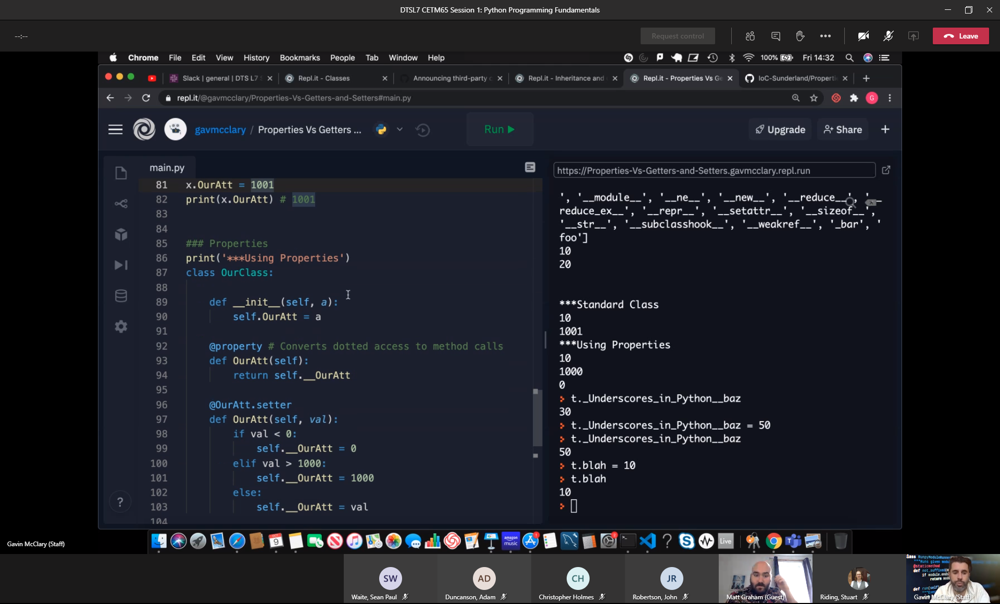 DTSL7 CETM65 Session 1: Python Programming Fundamentals
--:--
Request control
Leave
Chrome File Edit View History Bookmarks People Tab Window Help
100%
Fri 14:32
Slack | general | DTS L7 S
Repl.it - Classes
Announcing third-party c
Repl.it - Inheritance and
Repl.it - Properties Vs Ge
IoC-Sunderland/Properti
repl.it/@gavmcclary/Properties-Vs-Getters-and-Setters#main.py
G
gavmcclary / Properties Vs Getters ...
Run
Upgrade
Share
main.py
81 x.OurAtt = 1001
82 print(x.OurAtt) # 1001
83
84
85 ### Properties
86 print('***Using Properties')
87 class OurClass:
88
89 def __init__(self, a):
90 self.OurAtt = a
91
92 @property # Converts dotted access to method calls
93 def OurAtt(self):
94 return self.__OurAtt
95
96 @OurAtt.setter
97 def OurAtt(self, val):
98 if val < 0:
99 self.__OurAtt = 0
100 elif val > 1000:
101 self.__OurAtt = 1000
102 else:
103 self.__OurAtt = val
104
?
https://Properties-Vs-Getters-and-Setters.gavmcclary.repl.run
', '__module__', '__ne__', '__new__', '__reduce__', '__
reduce_ex__', '__repr__', '__setattr__', '__sizeof__',
'__str__', '__subclasshook__', '__weakref__', '_bar', '
foo']
10
20
***Standard Class
10
1001
***Using Properties
10
1000
0
t._Underscores_in_Python__baz
30
t._Underscores_in_Python__baz = 50
t._Underscores_in_Python__baz
50
t.blah = 10
t.blah
10
OCT
9
amazon
music
1
2
?
Live
Gavin McClary (Staff)
SW
Waite, Sean Paul
AD
Duncanson, Adam
CH
Christopher Holmes
JR
Robertson, John
Matt Graham (Guest)
Riding, Stuart
Gavin McClary (Staff)